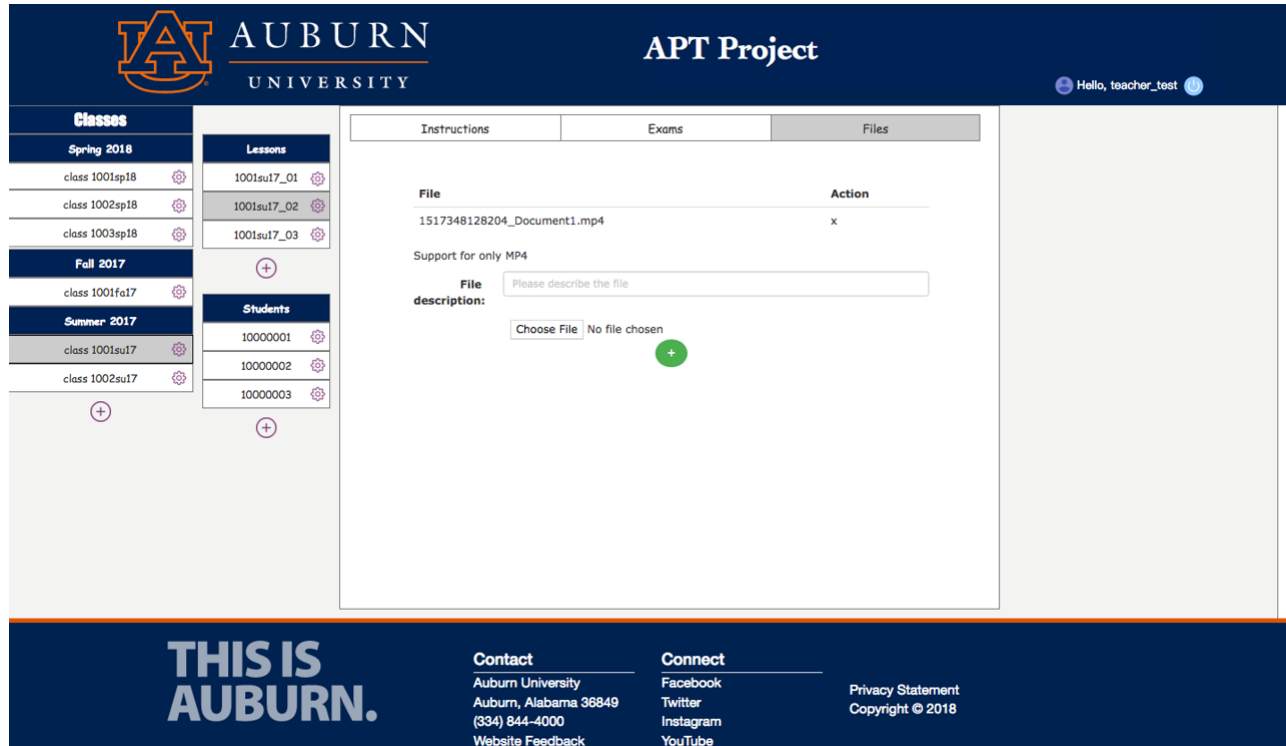 AUBURN
UNIVERSITY
APT Project
Hello, teacher_test
Classes
Spring 2018
class 1001sp18
class 1002sp18
class 1003sp18
Fall 2017
class 1001fa17
Summer 2017
class 1001su17
class 1002su17
Lessons
1001su17_01
1001su17_02
1001su17_03
Students
10000001
10000002
10000003
Instructions Exams Files
File Action
1517348128204_Document1.mp4 x
Support for only MP4
File
description:
Please describe the file
Choose File No file chosen
+
THIS IS
AUBURN.
Contact
Auburn University
Auburn, Alabama 36849
(334) 844-4000
Website Feedback
Connect
Facebook
Twitter
Instagram
YouTube
Privacy Statement
Copyright © 2018